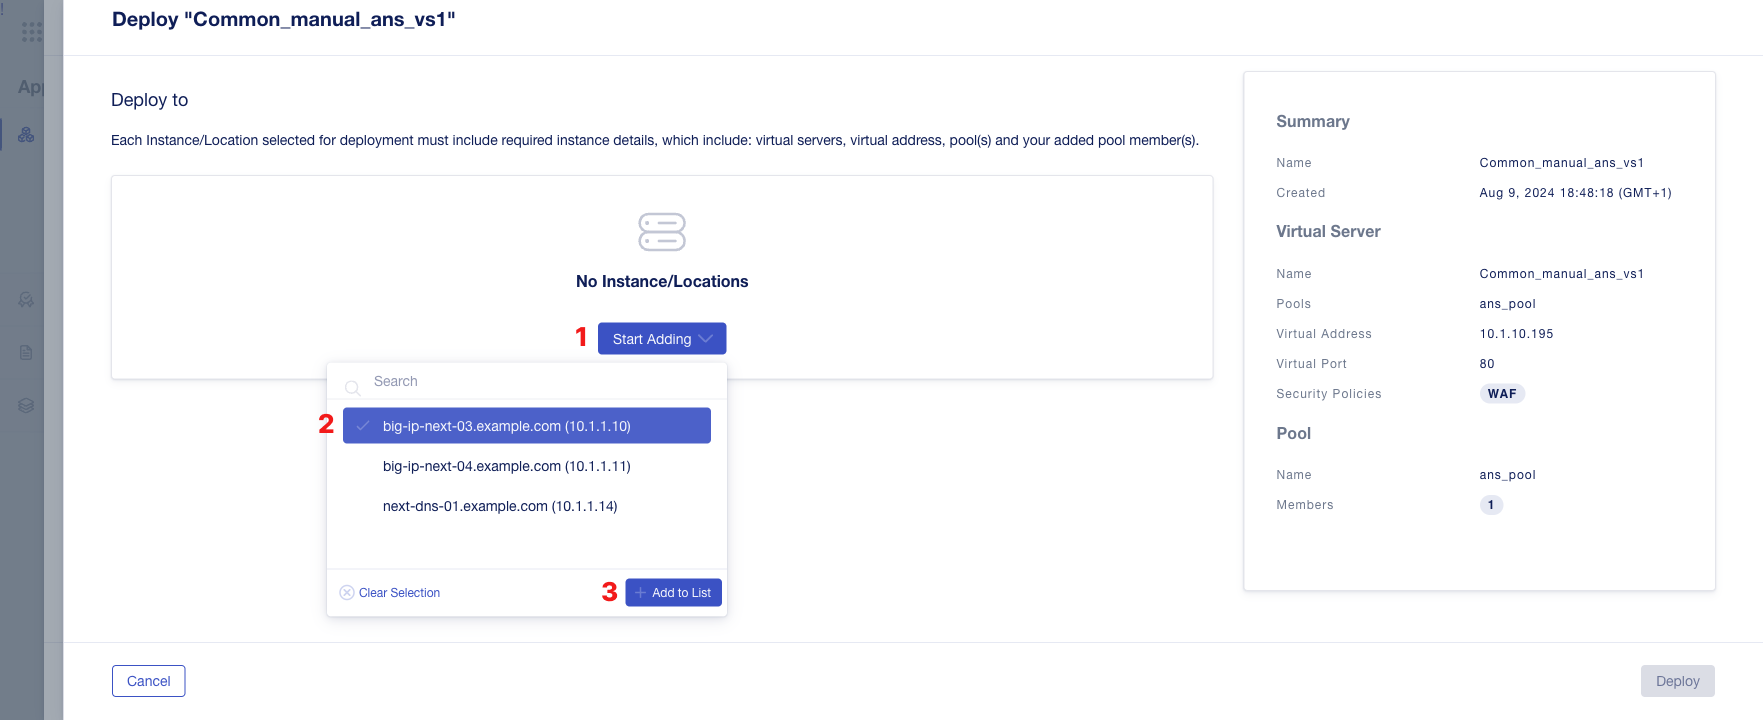 !
Deploy "Common_manual_ans_vs1"
App
Deploy to
Each Instance/Location selected for deployment must include required instance details, which include: virtual servers, virtual address, pool(s) and your added pool member(s).
No Instance/Locations
1 Start Adding
Search
2 big-ip-next-03.example.com (10.1.1.10)
big-ip-next-04.example.com (10.1.1.11)
next-dns-01.example.com (10.1.1.14)
Clear Selection 3 Add to List
Summary
Name Common_manual_ans_vs1
Created Aug 9, 2024 18:48:18 (GMT+1)
Virtual Server
Name Common_manual_ans_vs1
Pools ans_pool
Virtual Address 10.1.10.195
Virtual Port 80
Security Policies WAF
Pool
Name ans_pool
Members 1
Cancel Deploy